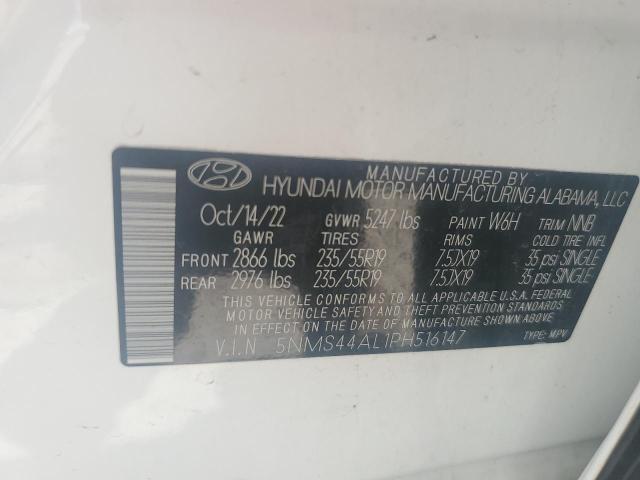 MANUFACTURED BY
HYUNDAI MOTOR MANUFACTURING ALABAMA, LLC
Oct/14/22 GVWR 5247 lbs PAINT W6H TRIM NNB
GAWR TIRES RIMS COLD TIRE INFL
FRONT 2866 lbs 235/55R19 7.5JX19 35 psi SINGLE
REAR 2976 lbs 235/55R19 7.5JX19 35 psi SINGLE
THIS VEHICLE CONFORMS TO ALL APPLICABLE U.S.A. FEDERAL
MOTOR VEHICLE SAFETY AND THEFT PREVENTION STANDARDS
IN EFFECT ON THE DATE OF MANUFACTURE SHOWN ABOVE
V.I.N 5NMS44AL1PH516147 TYPE: MPV